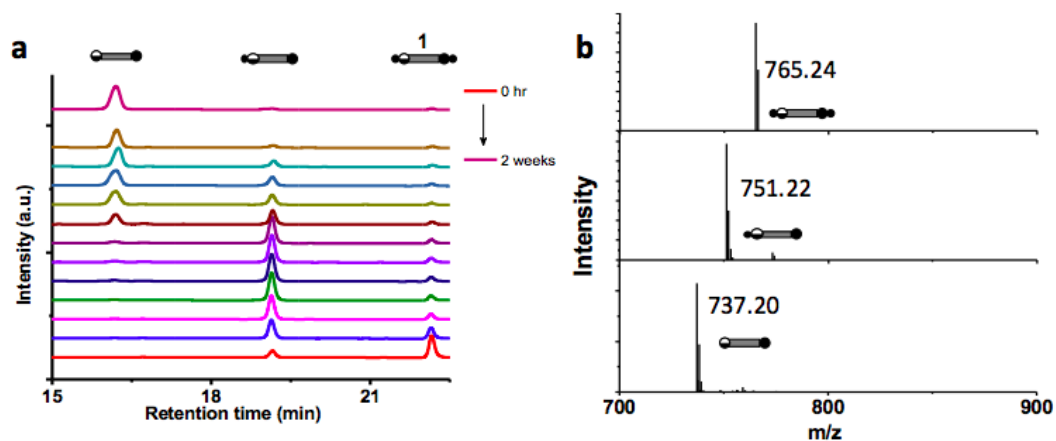 a
1
0 hr
2 weeks
Intensity (a.u.)
15
18
21
Retention time (min)
b
765.24
751.22
737.20
Intensity
700
800
900
m/z